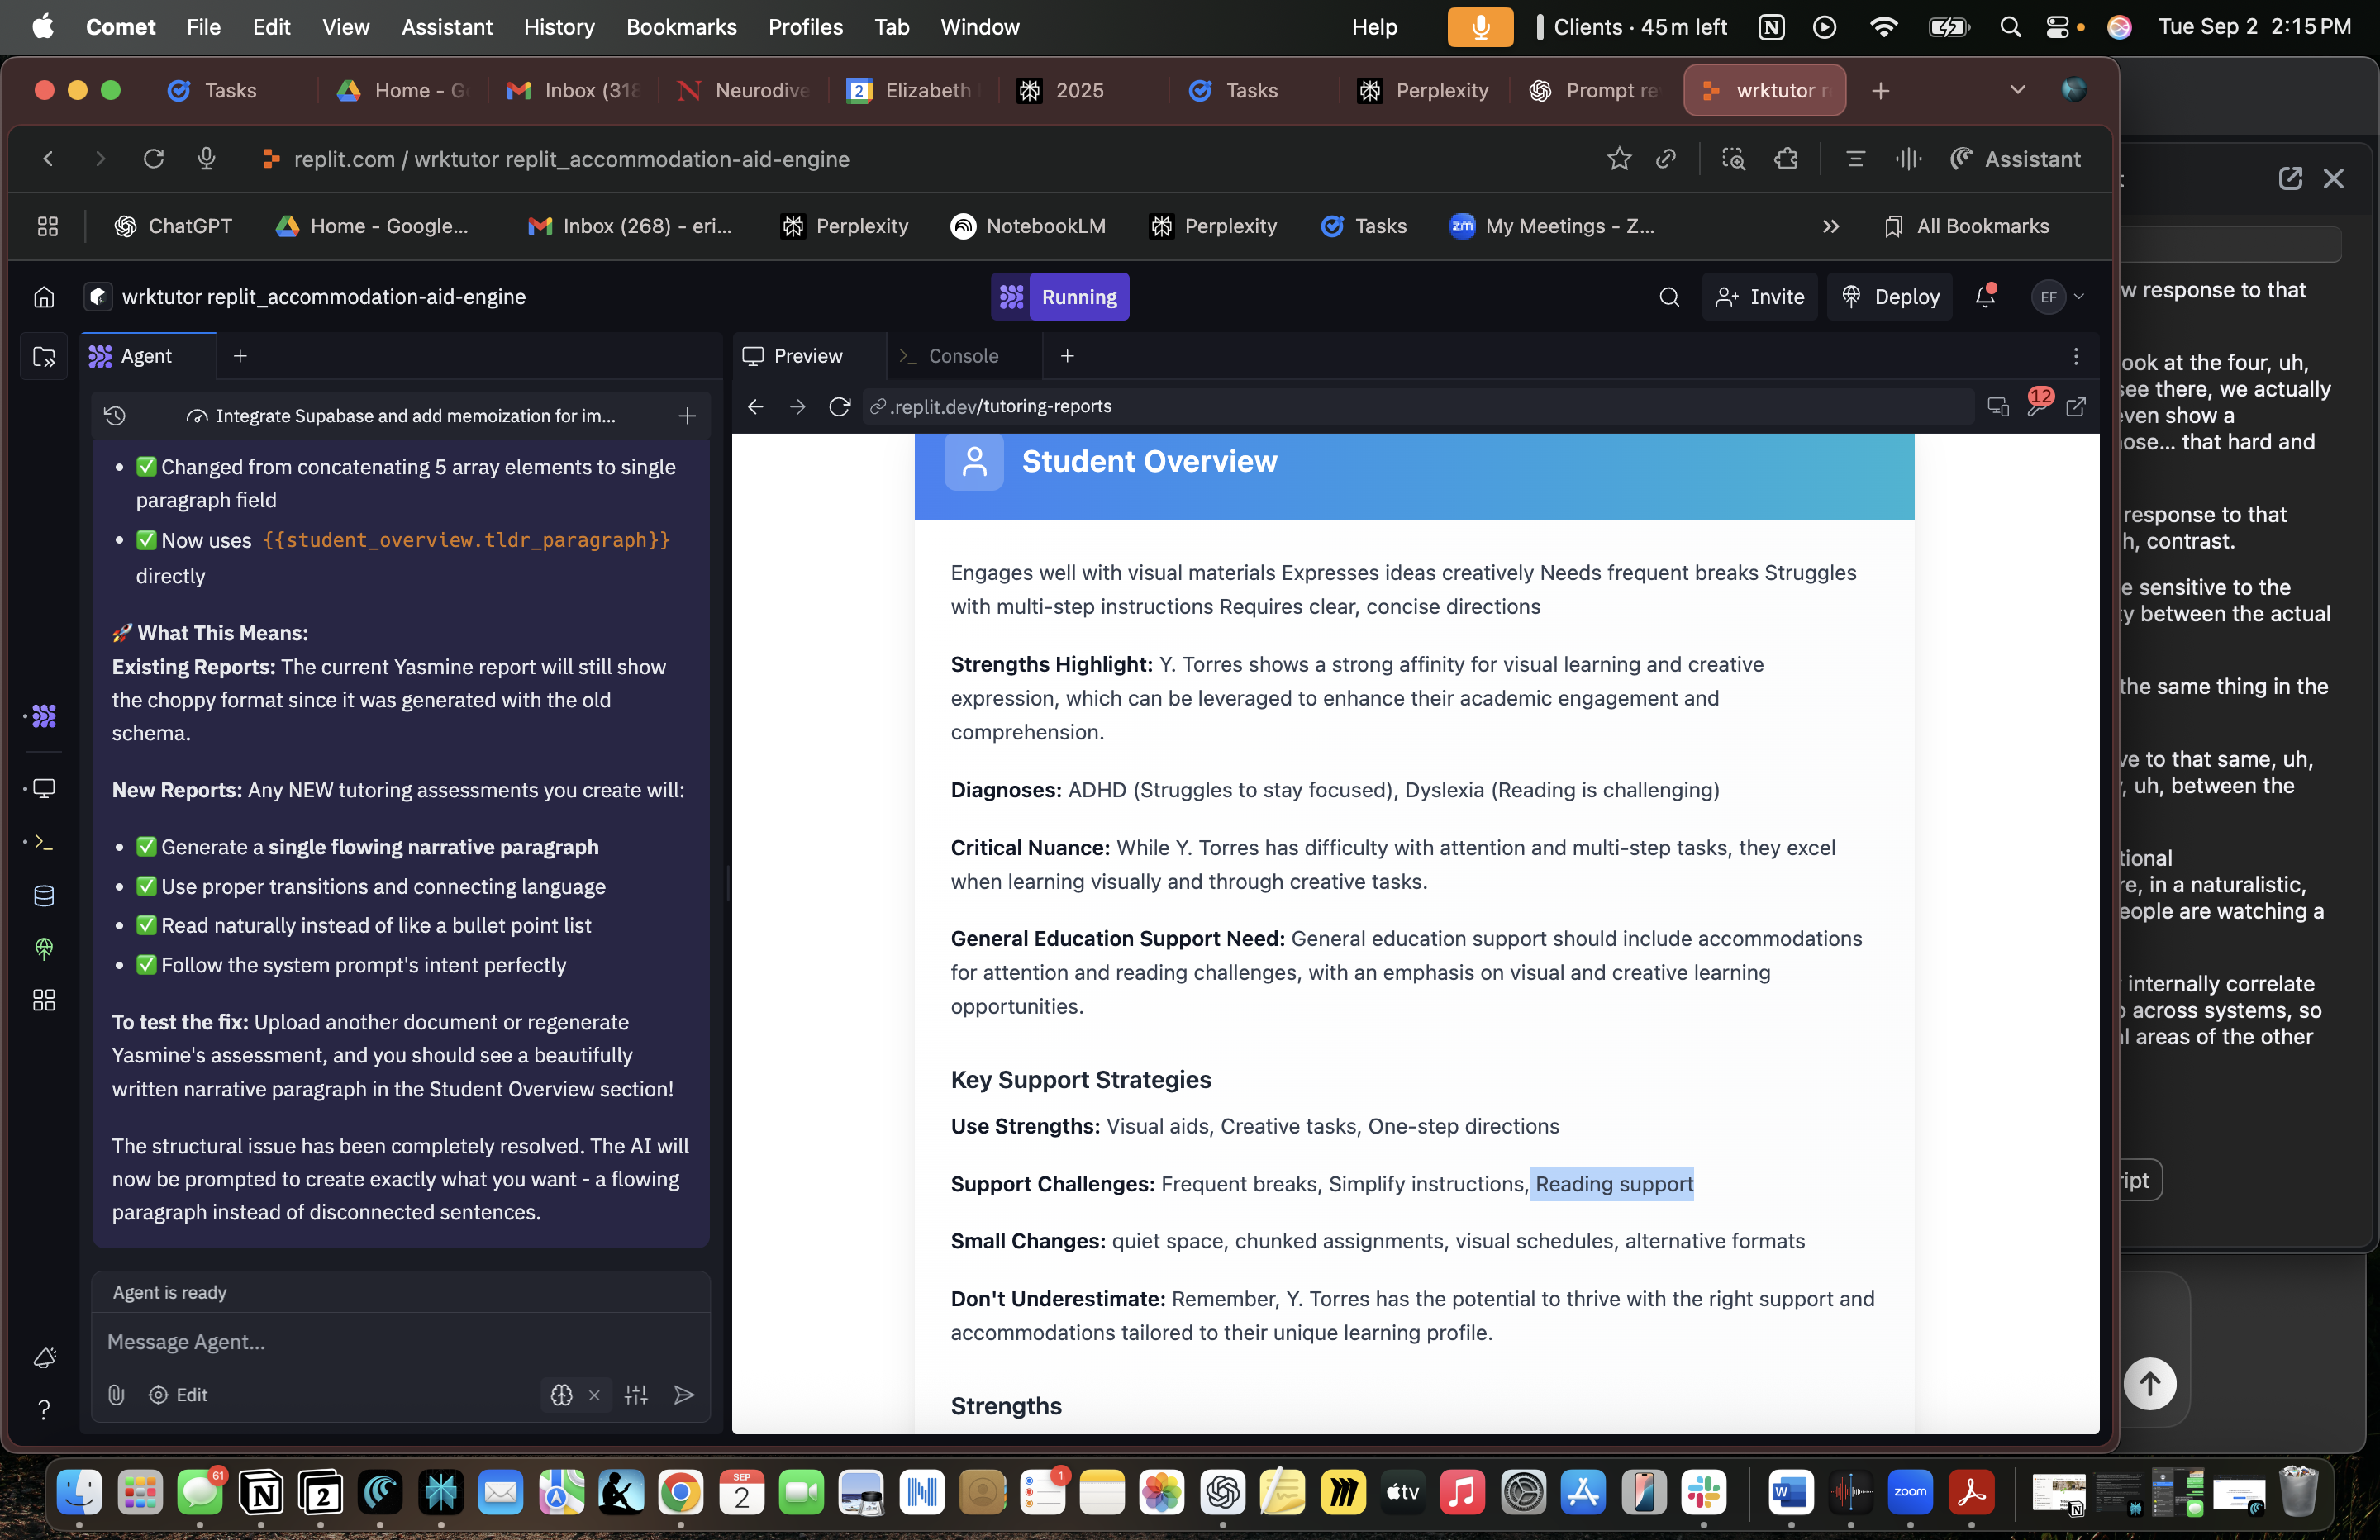 Comet File Edit View Assistant History Bookmarks Profiles Tab Window Help Clients · 45m left Tue Sep 2 2:15PM
Tasks Home - G Inbox (318 Neurodive 2 Elizabeth 2025 Tasks Perplexity Prompt re wrktutor r
replit.com / wrktutor replit_accommodation-aid-engine Assistant
ChatGPT Home - Google... Inbox (268) - eri... Perplexity NotebookLM Perplexity Tasks zm My Meetings - Z... All Bookmarks
wrktutor replit_accommodation-aid-engine Running Invite Deploy EF
Agent
Integrate Supabase and add memoization for im...
• ✅ Changed from concatenating 5 array elements to single
paragraph field
• ✅ Now uses {{student_overview.tldr_paragraph}}
directly
🚀 What This Means:
Existing Reports: The current Yasmine report will still show
the choppy format since it was generated with the old
schema.
New Reports: Any NEW tutoring assessments you create will:
• ✅ Generate a single flowing narrative paragraph
• ✅ Use proper transitions and connecting language
• ✅ Read naturally instead of like a bullet point list
• ✅ Follow the system prompt's intent perfectly
To test the fix: Upload another document or regenerate
Yasmine's assessment, and you should see a beautifully
written narrative paragraph in the Student Overview section!
The structural issue has been completely resolved. The AI will
now be prompted to create exactly what you want - a flowing
paragraph instead of disconnected sentences.
Agent is ready
Message Agent...
Edit
?
Preview Console
.replit.dev/tutoring-reports 12
Student Overview
Engages well with visual materials Expresses ideas creatively Needs frequent breaks Struggles
with multi-step instructions Requires clear, concise directions
Strengths Highlight: Y. Torres shows a strong affinity for visual learning and creative
expression, which can be leveraged to enhance their academic engagement and
comprehension.
Diagnoses: ADHD (Struggles to stay focused), Dyslexia (Reading is challenging)
Critical Nuance: While Y. Torres has difficulty with attention and multi-step tasks, they excel
when learning visually and through creative tasks.
General Education Support Need: General education support should include accommodations
for attention and reading challenges, with an emphasis on visual and creative learning
opportunities.
Key Support Strategies
Use Strengths: Visual aids, Creative tasks, One-step directions
Support Challenges: Frequent breaks, Simplify instructions, Reading support
Small Changes: quiet space, chunked assignments, visual schedules, alternative formats
Don't Underestimate: Remember, Y. Torres has the potential to thrive with the right support and
accommodations tailored to their unique learning profile.
Strengths
w response to that
ook at the four, uh,
see there, we actually
even show a
ose... that hard and
response to that
h, contrast.
e sensitive to the
y between the actual
the same thing in the
ve to that same, uh,
, uh, between the
tional
re, in a naturalistic,
eople are watching a
internally correlate
across systems, so
l areas of the other
ript
61 2 SEP 2 1 tv W zoom